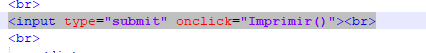 <br>
<input type="submit" onclick="Imprimir()"><br>
<br>